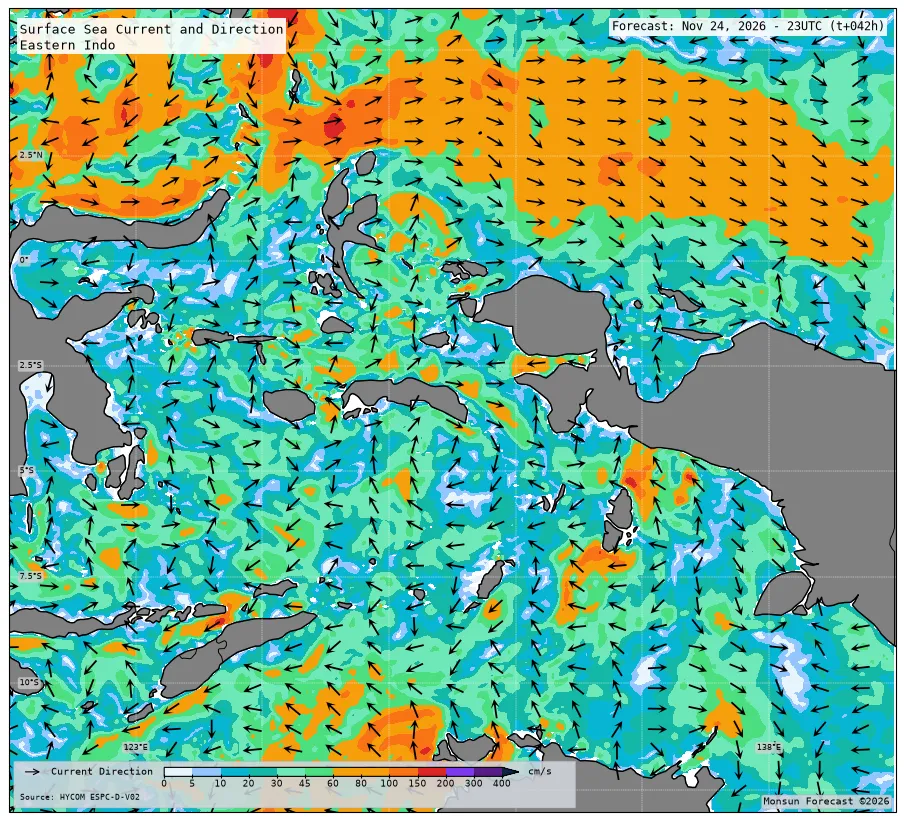 Surface Sea Current and Direction
Eastern Indo
Forecast: Nov 24, 2026 - 23UTC (t+042h)
2.5°N
0°
2.5°S
5°S
7.5°S
10°S
123°E
138°E
Current Direction
0 5 10 20 30 45 60 80 100 150 200 300 400
cm/s
Source: HYCOM ESPC-D-V02
Monsun Forecast ©2026